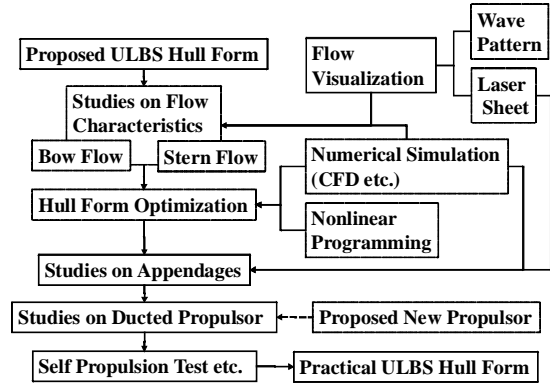 Proposed ULBS Hull Form
Studies on Flow
Characteristics
Bow Flow
Stern Flow
Hull Form Optimization
Studies on Appendages
Studies on Ducted Propulsor
Self Propulsion Test etc.
Flow
Visualization
Wave
Pattern
Laser
Sheet
Numerical Simulation
(CFD etc.)
Nonlinear
Programming
Proposed New Propulsor
Practical ULBS Hull Form